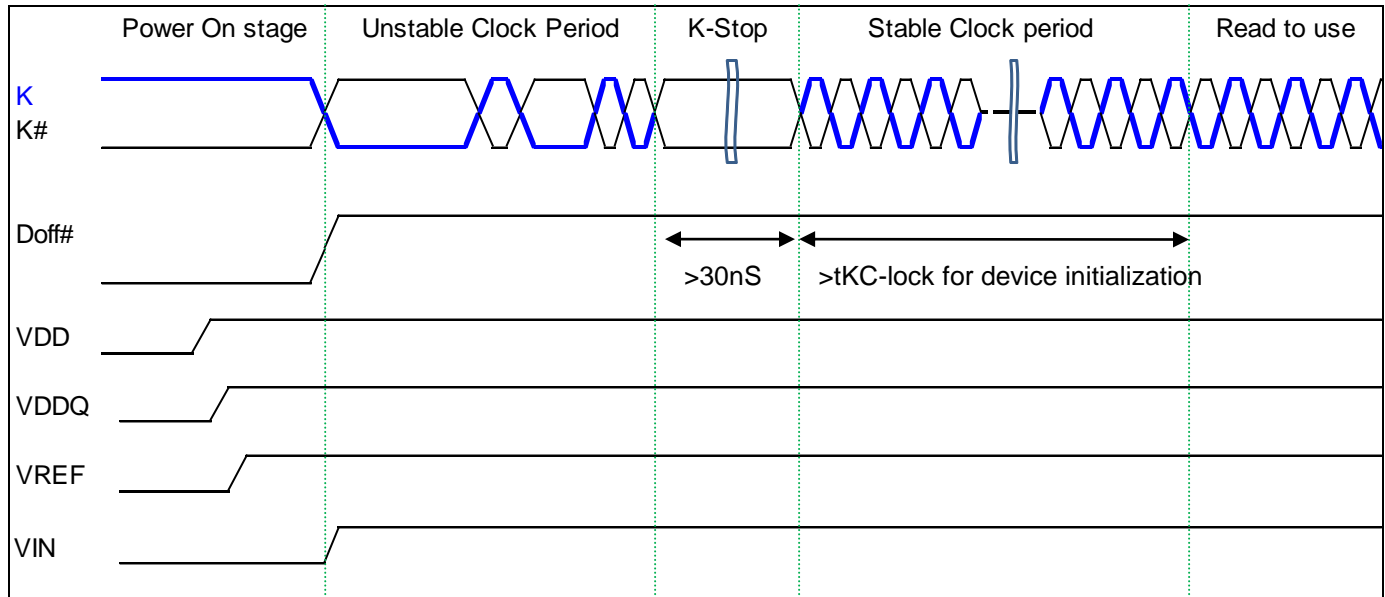 Power On stage Unstable Clock Period K-Stop Stable Clock period Read to use
K
K#
Doff#
>30nS >tKC-lock for device initialization
VDD
VDDQ
VREF
VIN